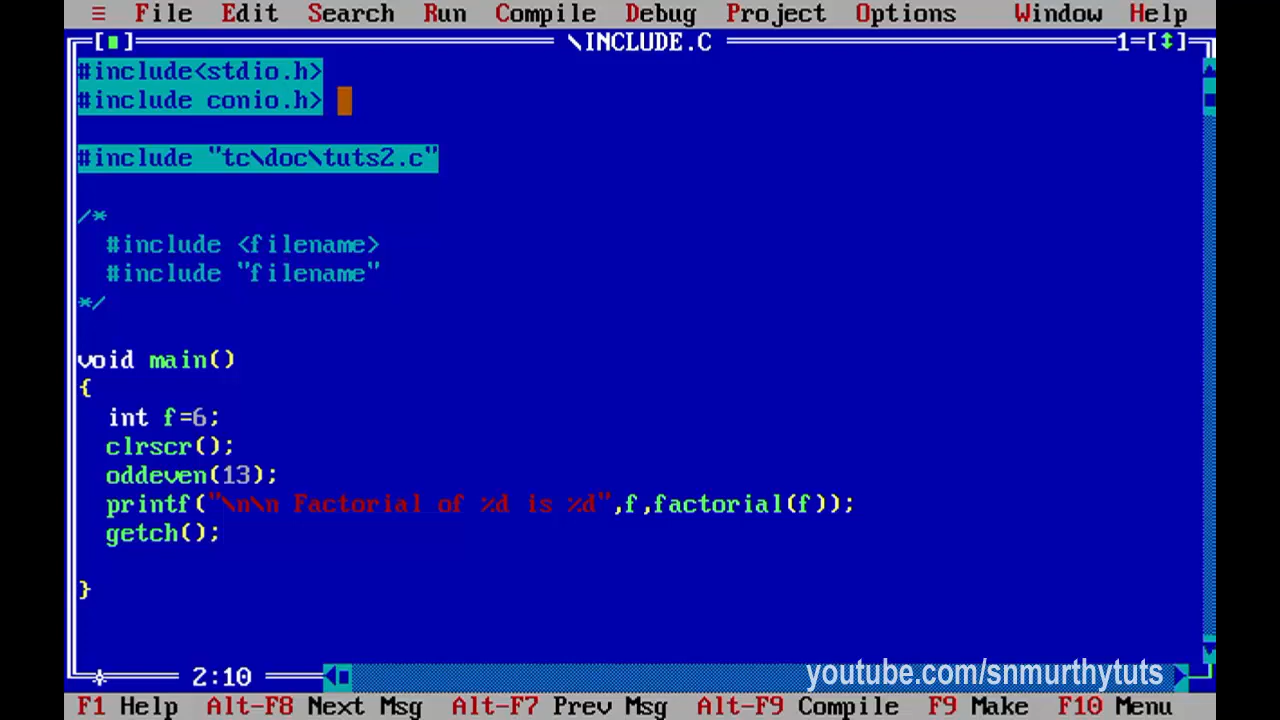 ≡ File Edit Search Run Compile Debug Project Options Window Help
[■] \INCLUDE.C 1=[↕]
#include<stdio.h>
#include conio.h>
#include "tc\doc\tuts2.c"
/*
#include <filename>
#include "filename"
*/
void main()
{
int f=6;
clrscr();
oddeven(13);
printf("\n\n Factorial of %d is %d",f,factorial(f));
getch();
}
2:10
youtube.com/snmurthytuts
F1 Help Alt-F8 Next Msg Alt-F7 Prev Msg Alt-F9 Compile F9 Make F10 Menu